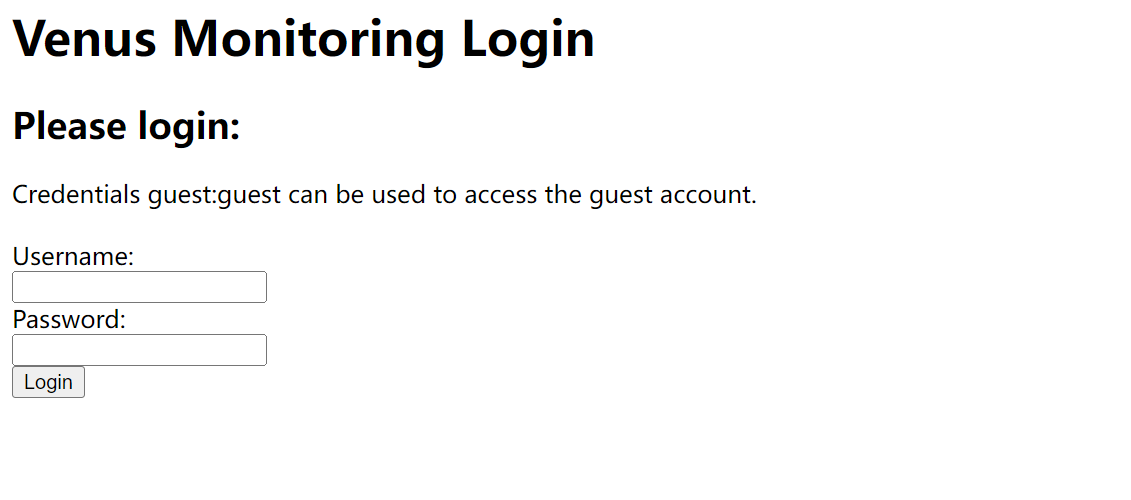 Venus Monitoring Login
Please login:
Credentials guest:guest can be used to access the guest account.
Username:
Password:
Login